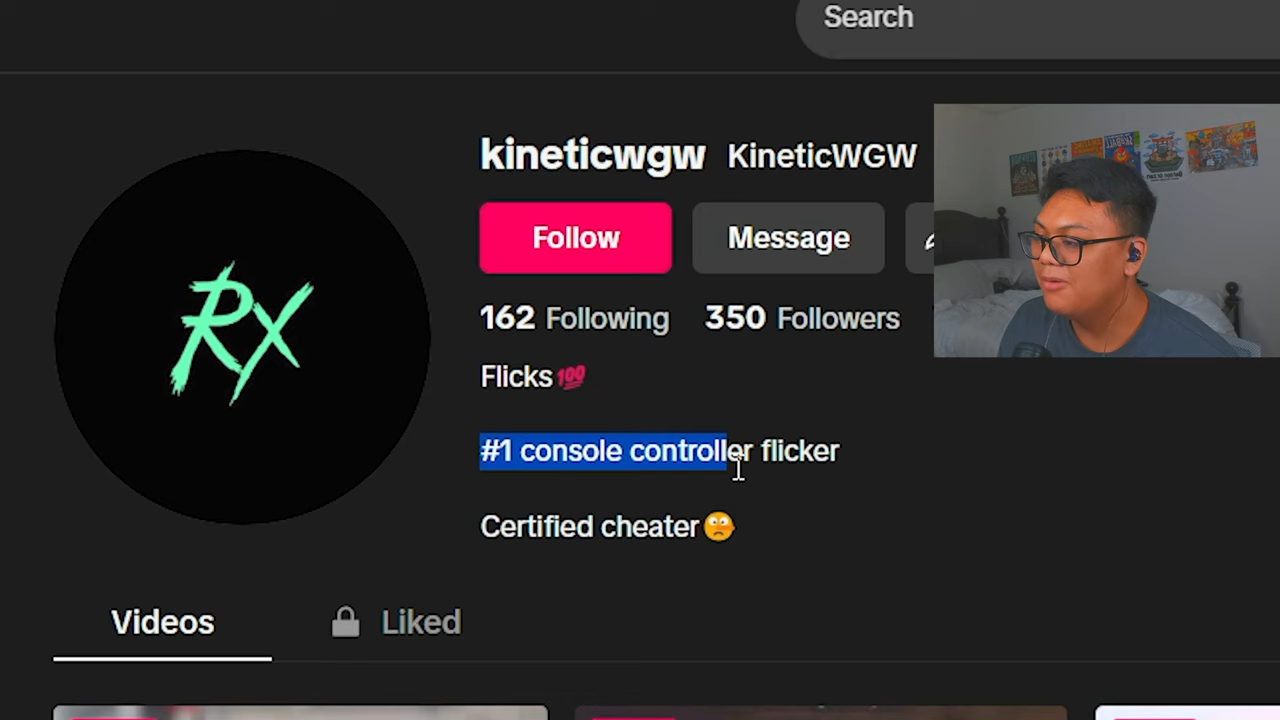 Search
kineticwgw KineticWGW
Follow Message
162 Following 350 Followers
Flicks💯
#1 console controller flicker
Certified cheater
RX
Videos Liked